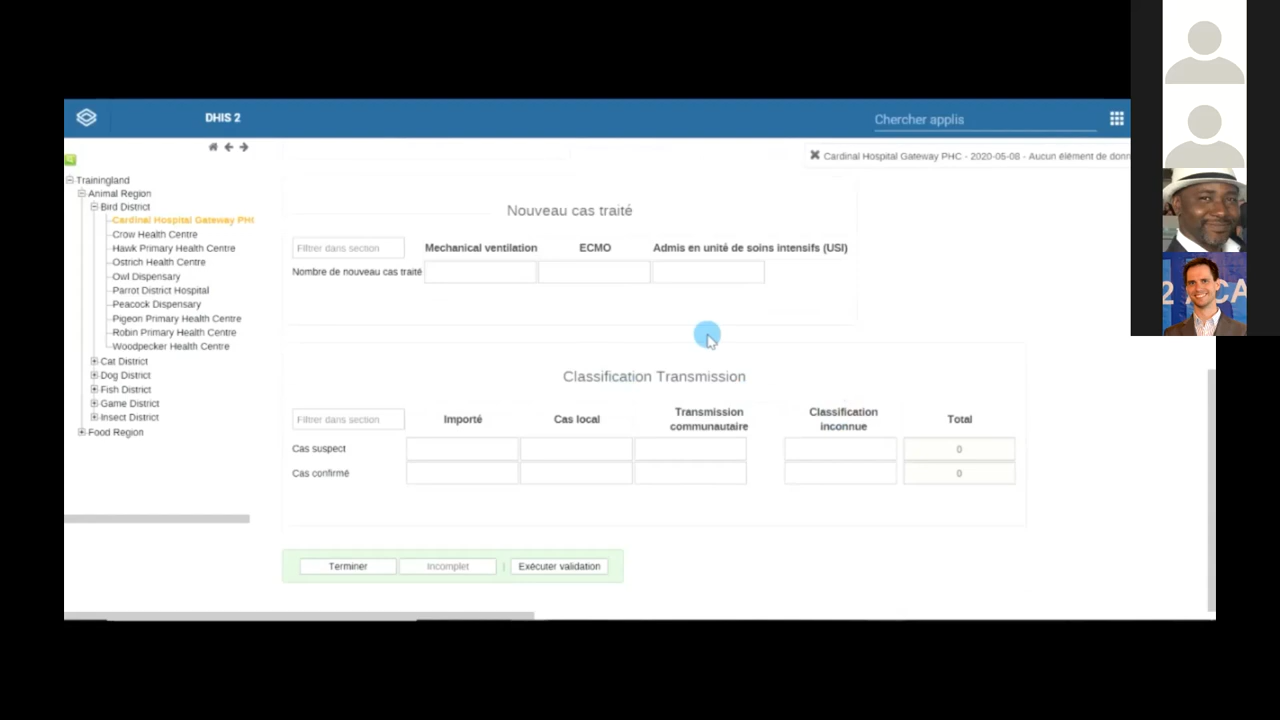 DHIS 2
Chercher applis
Cardinal Hospital Gateway PHC - 2020-05-08 - Aucun élément de donn
Trainingland
Animal Region
Bird District
Cardinal Hospital Gateway PH
Crow Health Centre
Hawk Primary Health Centre
Ostrich Health Centre
Owl Dispensary
Parrot District Hospital
Peacock Dispensary
Pigeon Primary Health Centre
Robin Primary Health Centre
Woodpecker Health Centre
Cat District
Dog District
Fish District
Game District
Insect District
Food Region
Nouveau cas traité
Filtrer dans section Mechanical ventilation ECMO Admis en unité de soins intensifs (USI)
Nombre de nouveau cas traité
Classification Transmission
Filtrer dans section Importé Cas local Transmission communautaire Classification inconnue Total
Cas suspect 0
Cas confirmé 0
Terminer Incomplet | Exécuter validation
2 ACA